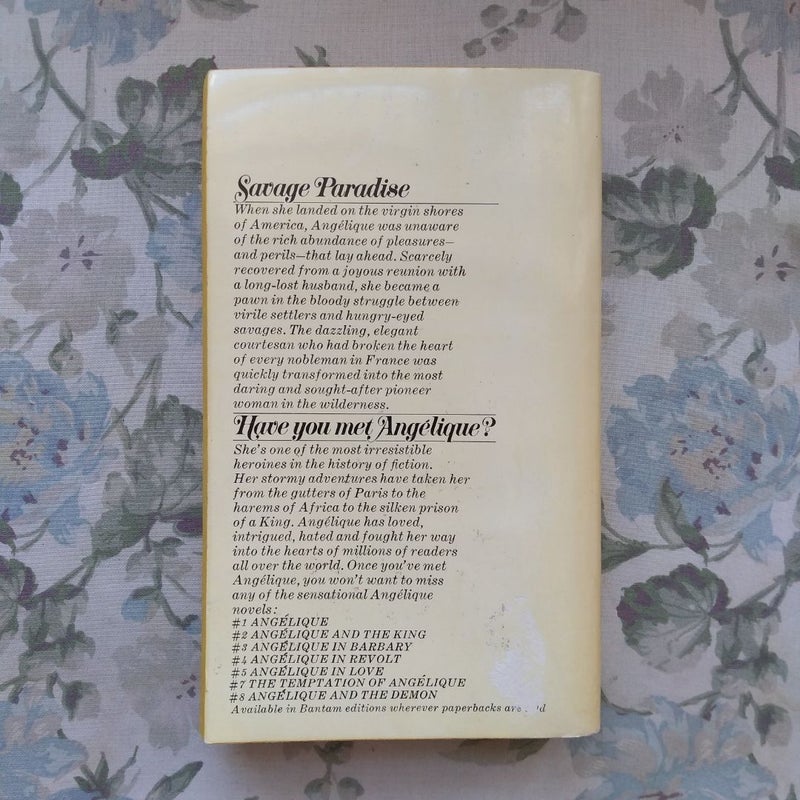 Savage Paradise
When she landed on the virgin shores
of America, Angélique was unaware
of the rich abundance of pleasures—
and perils—that lay ahead. Scarcely
recovered from a joyous reunion with
a long-lost husband, she became a
pawn in the bloody struggle between
virile settlers and hungry-eyed
savages. The dazzling, elegant
courtesan who had broken the heart
of every nobleman in France was
quickly transformed into the most
daring and sought-after pioneer
woman in the wilderness.
Have you met Angélique?
She's one of the most irresistible
heroines in the history of fiction.
Her stormy adventures have taken her
from the gutters of Paris to the
harems of Africa to the silken prison
of a King. Angélique has loved,
intrigued, hated and fought her way
into the hearts of millions of readers
all over the world. Once you've met
Angélique, you won't want to miss
any of the sensational Angélique
novels:
#1 ANGÉLIQUE
#2 ANGÉLIQUE AND THE KING
#3 ANGÉLIQUE IN BARBARY
#4 ANGÉLIQUE IN REVOLT
#5 ANGÉLIQUE IN LOVE
#7 THE TEMPTATION OF ANGÉLIQUE
#8 ANGÉLIQUE AND THE DEMON
Available in Bantam editions wherever paperbacks are